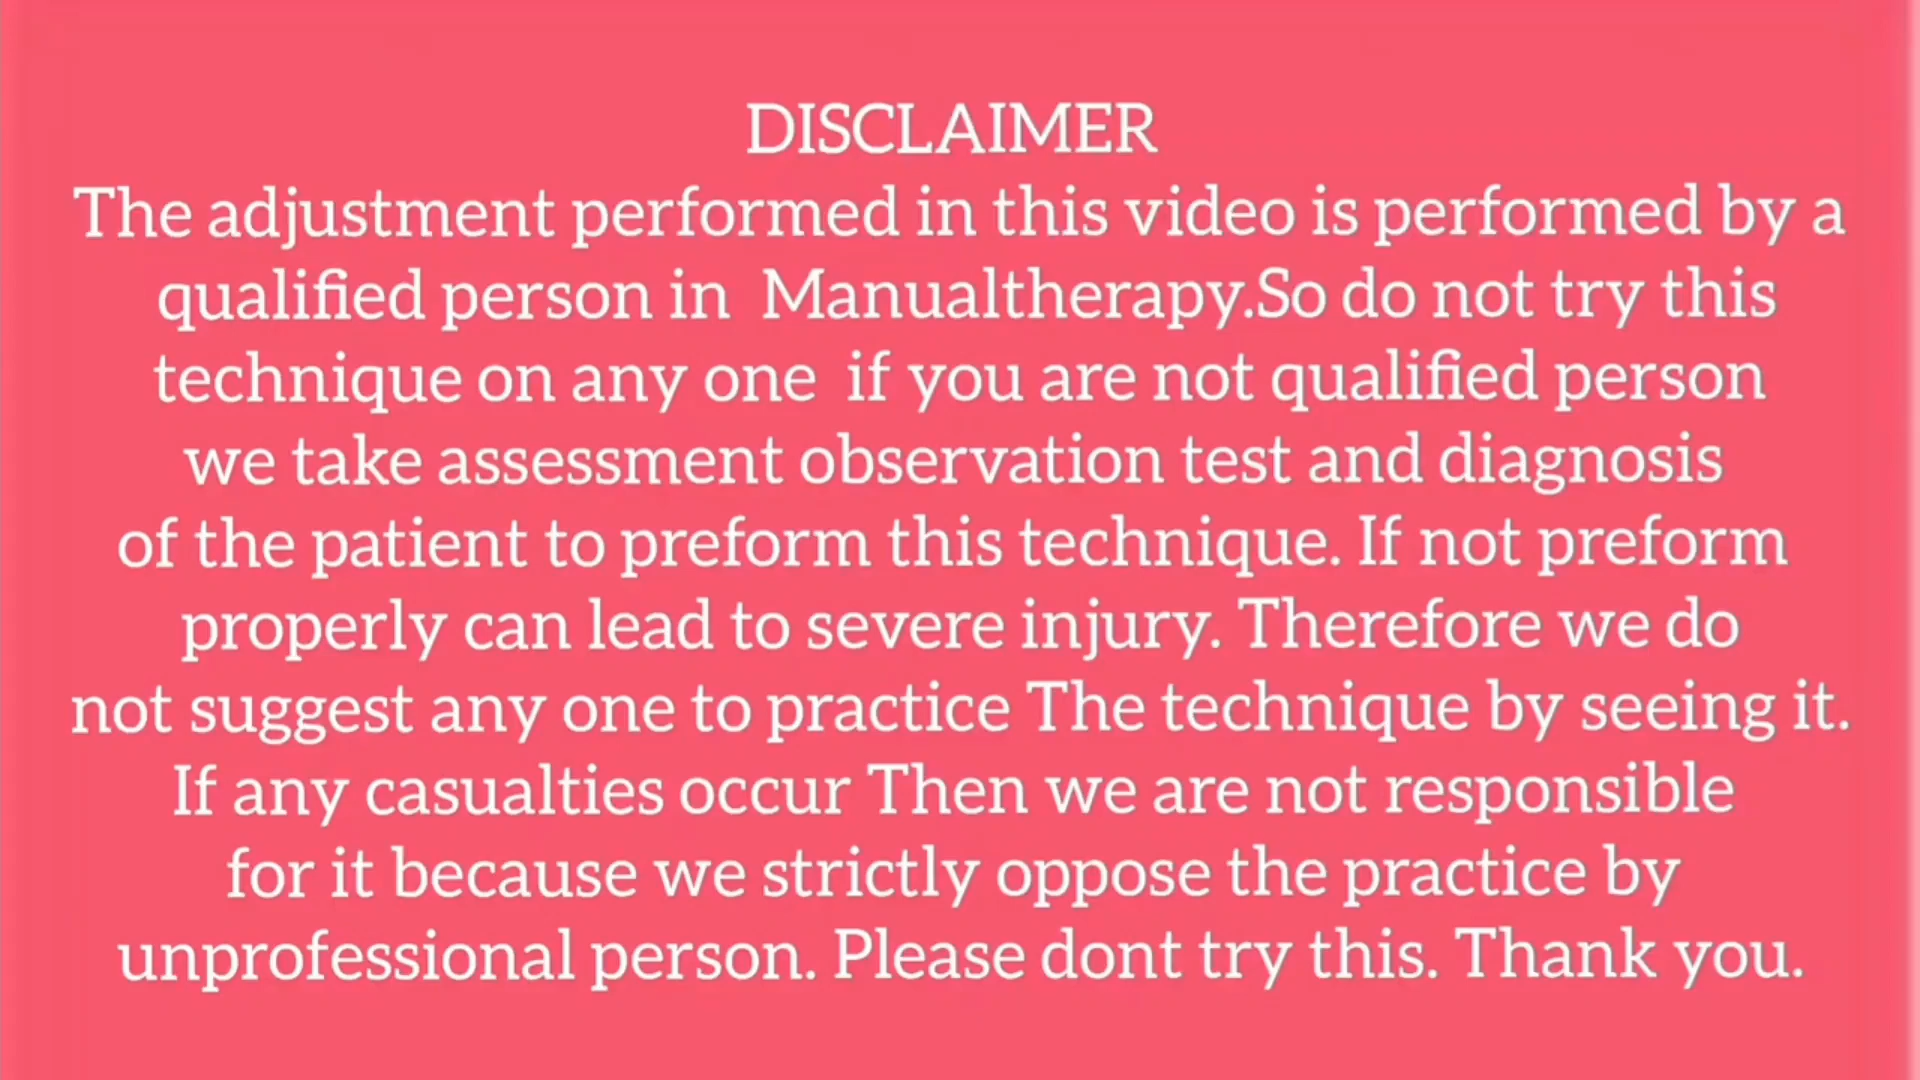 DISCLAIMER
The adjustment performed in this video is performed by a
qualified person in Manualtherapy.So do not try this
technique on any one if you are not qualified person
we take assessment observation test and diagnosis
of the patient to preform this technique. If not preform
properly can lead to severe injury. Therefore we do
not suggest any one to practice The technique by seeing it.
If any casualties occur Then we are not responsible
for it because we strictly oppose the practice by
unprofessional person. Please dont try this. Thank you.